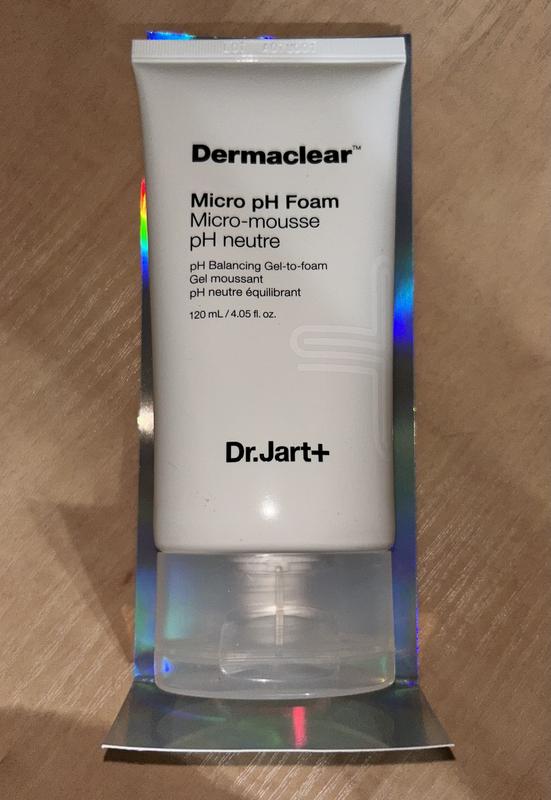 Dermaclear™
Micro pH Foam
Micro-mousse
pH neutre
pH Balancing Gel-to-foam
Gel moussant
pH neutre équilibrant
120 mL / 4.05 fl. oz.
Dr.Jart+